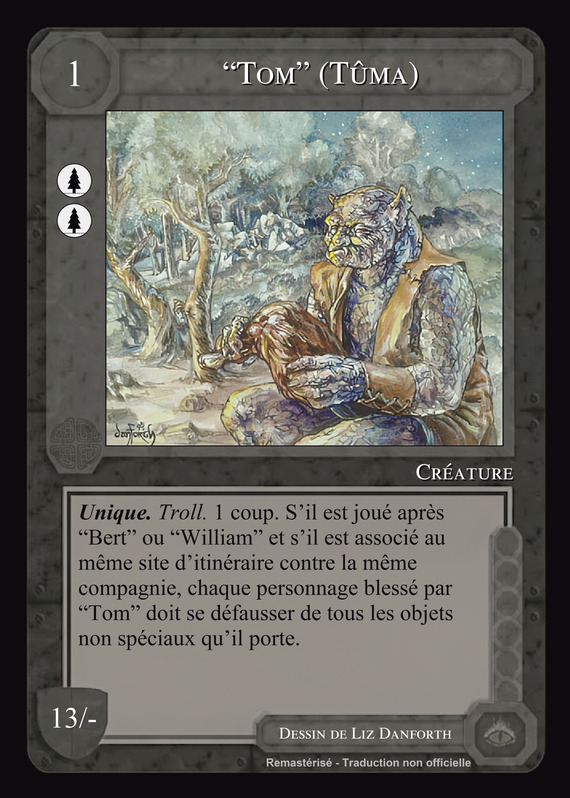 1
“Tom” (Tûma)
danforth 95
Créature
Unique. Troll. 1 coup. S’il est joué après
“Bert” ou “William” et s’il est associé au
même site d’itinéraire contre la même
compagnie, chaque personnage blessé par
“Tom” doit se défausser de tous les objets
non spéciaux qu’il porte.
13/-
Dessin de Liz Danforth
Remastérisé - Traduction non officielle